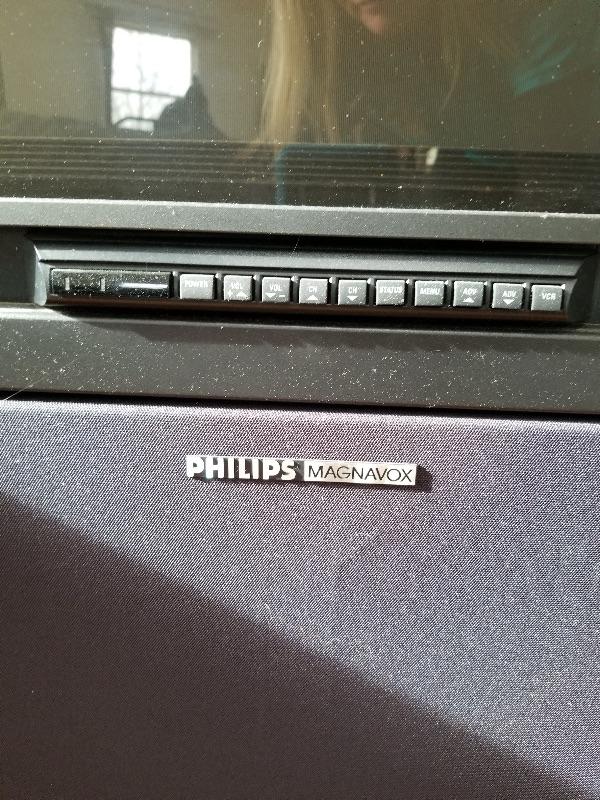 POWER VOL + VOL - CH CH STATUS MENU ADV ADV VCR
PHILIPS MAGNAVOX